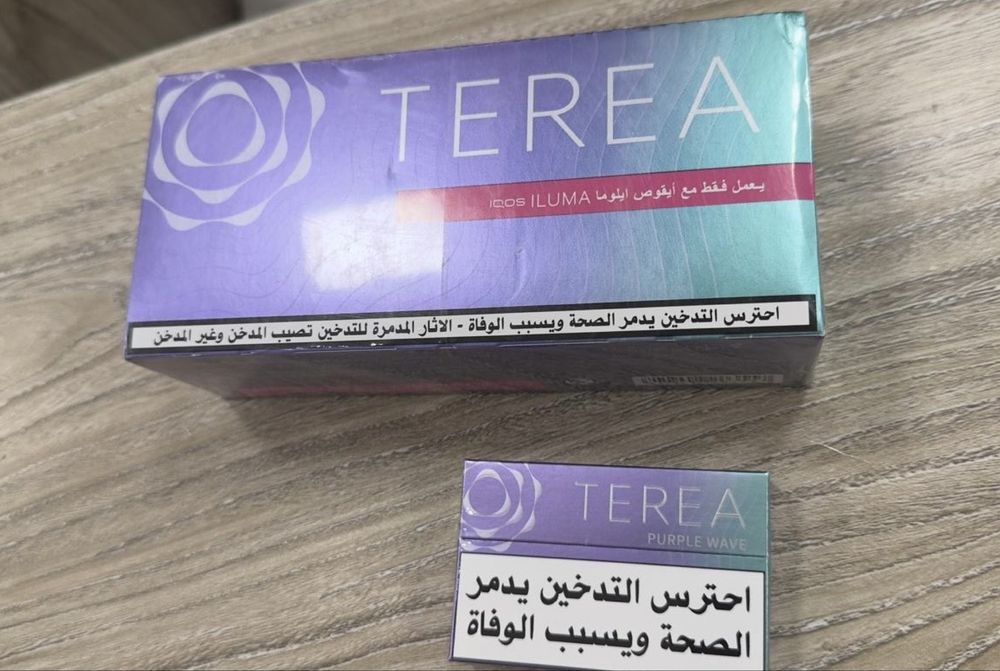 TEREA
يعمل فقط مع أيقوص ايلوما IQOS ILUMA
احترس التدخين يدمر الصحة ويسبب الوفاة - الاثار المدمرة للتدخين تصيب المدخن وغير المدخن
TEREA
PURPLE WAVE
احترس التدخين يدمر
الصحة ويسبب الوفاة